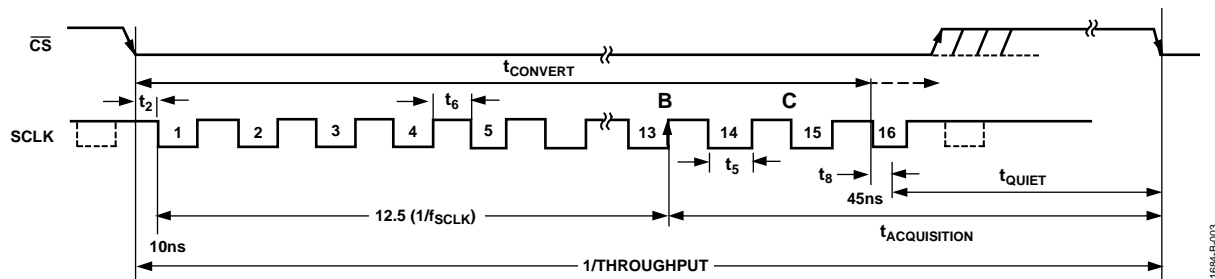 CS
tCONVERT
t2
t6
B
C
SCLK
1
2
3
4
5
13
14
15
16
t5
t8
tQUIET
45ns
12.5 (1/fSCLK)
tACQUISITION
10ns
1/THROUGHPUT